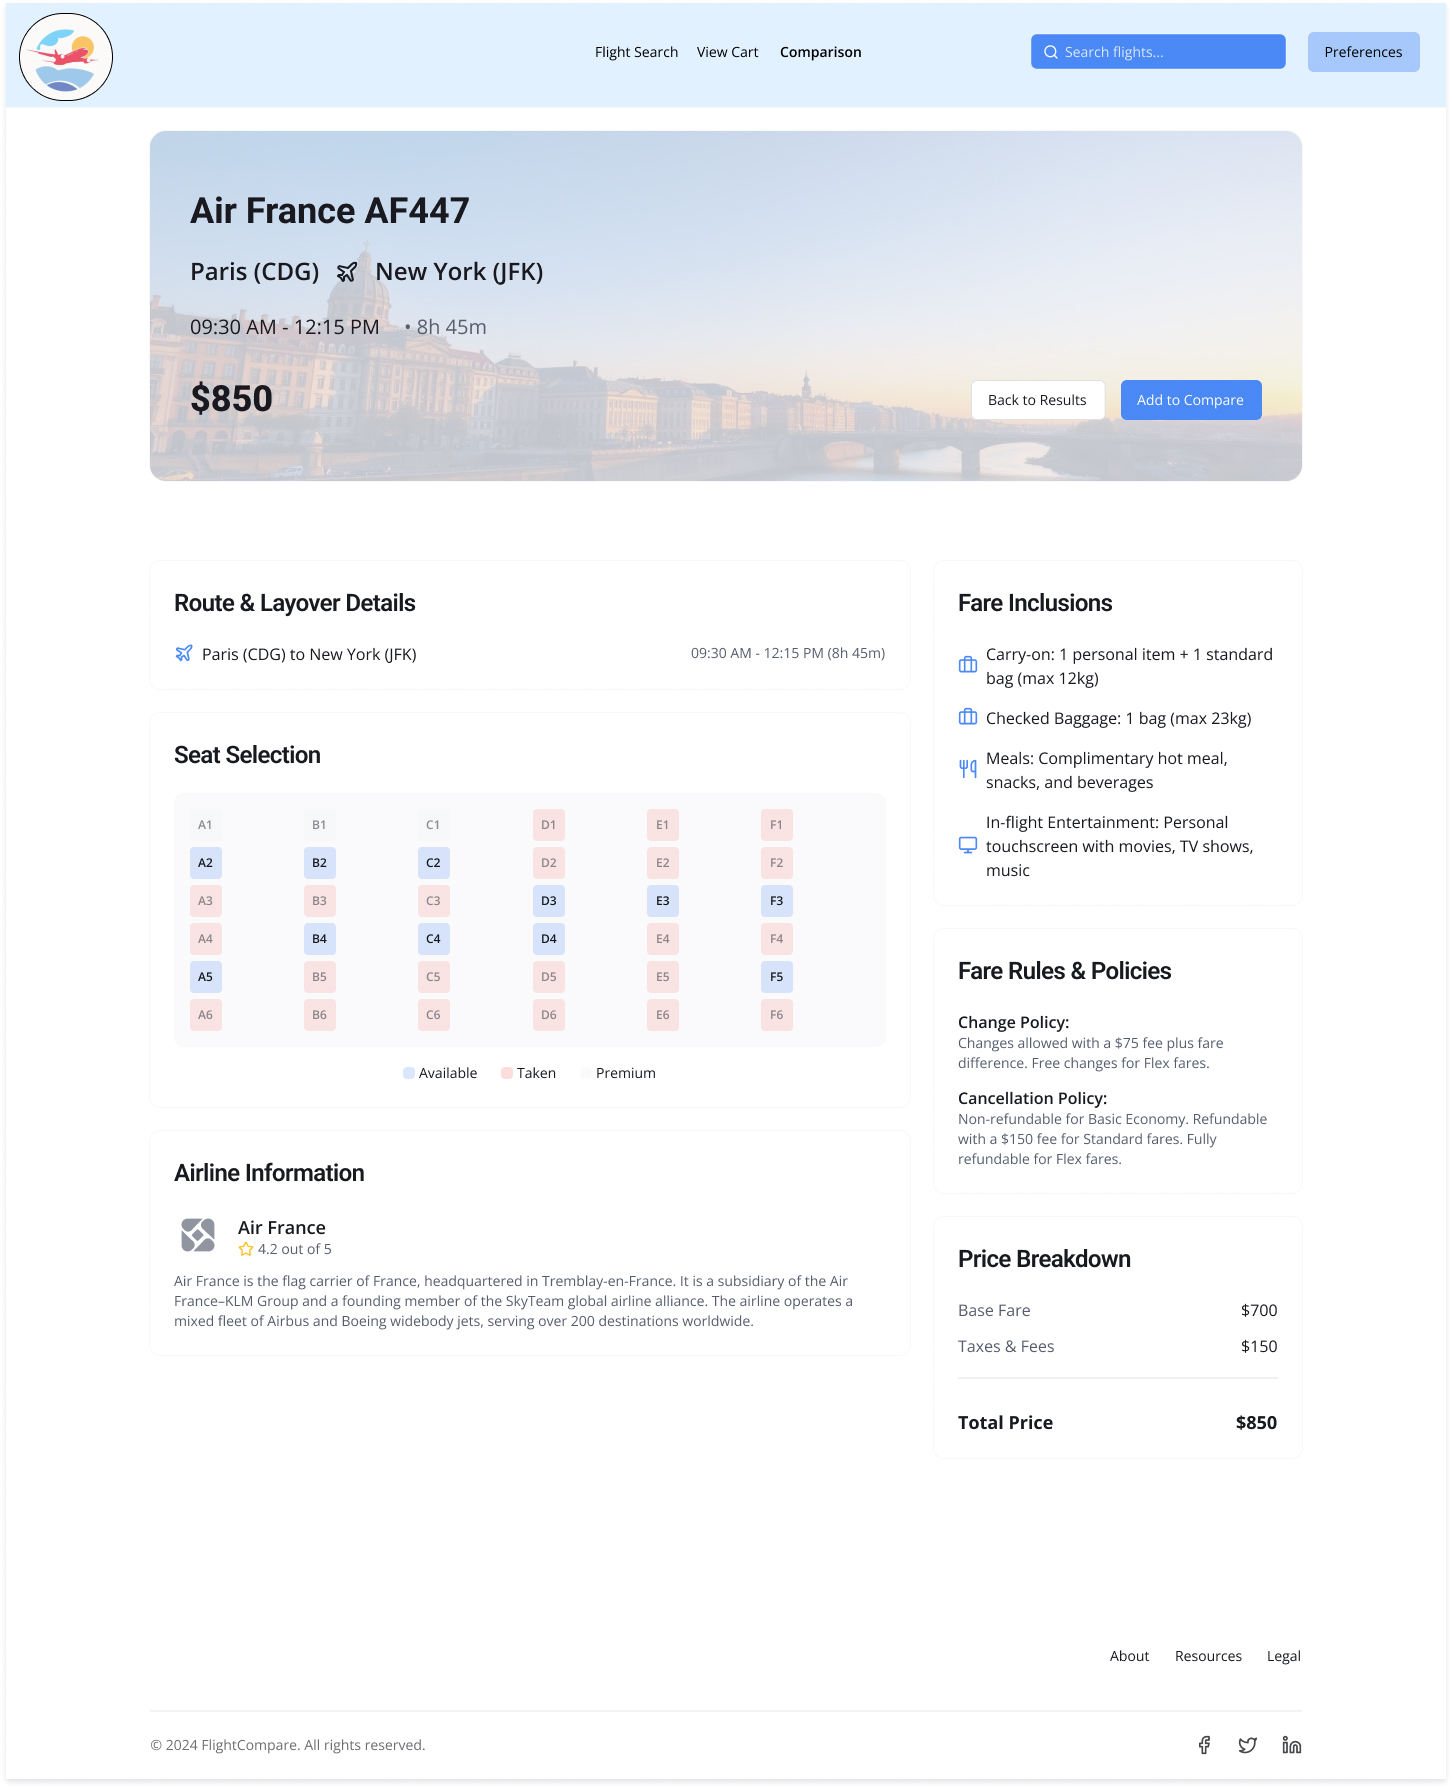 Flight Search View Cart Comparison Search flights... Preferences
Air France AF447
Paris (CDG) New York (JFK)
09:30 AM - 12:15 PM • 8h 45m
$850
Back to Results Add to Compare
Route & Layover Details
Paris (CDG) to New York (JFK) 09:30 AM - 12:15 PM (8h 45m)
Seat Selection
A1 B1 C1 D1 E1 F1
A2 B2 C2 D2 E2 F2
A3 B3 C3 D3 E3 F3
A4 B4 C4 D4 E4 F4
A5 B5 C5 D5 E5 F5
A6 B6 C6 D6 E6 F6
Available Taken Premium
Airline Information
Air France
4.2 out of 5
Air France is the flag carrier of France, headquartered in Tremblay-en-France. It is a subsidiary of the Air
France–KLM Group and a founding member of the SkyTeam global airline alliance. The airline operates a
mixed fleet of Airbus and Boeing widebody jets, serving over 200 destinations worldwide.
Fare Inclusions
Carry-on: 1 personal item + 1 standard
bag (max 12kg)
Checked Baggage: 1 bag (max 23kg)
Meals: Complimentary hot meal,
snacks, and beverages
In-flight Entertainment: Personal
touchscreen with movies, TV shows,
music
Fare Rules & Policies
Change Policy:
Changes allowed with a $75 fee plus fare
difference. Free changes for Flex fares.
Cancellation Policy:
Non-refundable for Basic Economy. Refundable
with a $150 fee for Standard fares. Fully
refundable for Flex fares.
Price Breakdown
Base Fare $700
Taxes & Fees $150
Total Price $850
About Resources Legal
© 2024 FlightCompare. All rights reserved.